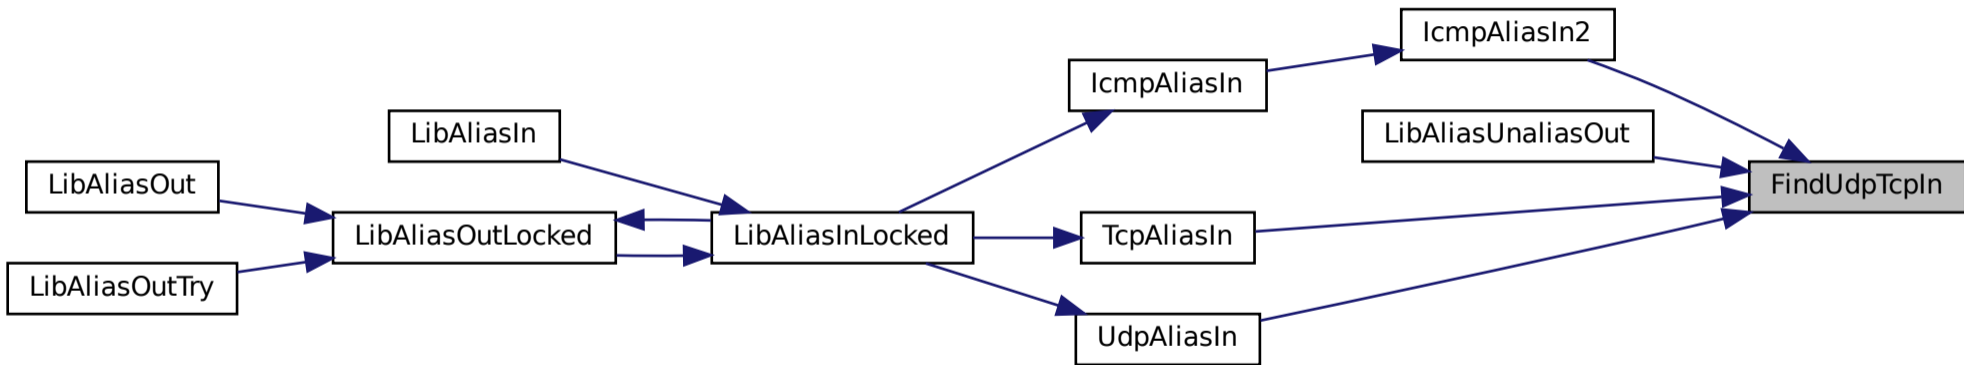 IcmpAliasIn2
IcmpAliasIn
LibAliasIn
LibAliasUnaliasOut
LibAliasOut
FindUdpTcpIn
LibAliasOutLocked
LibAliasInLocked
TcpAliasIn
LibAliasOutTry
UdpAliasIn